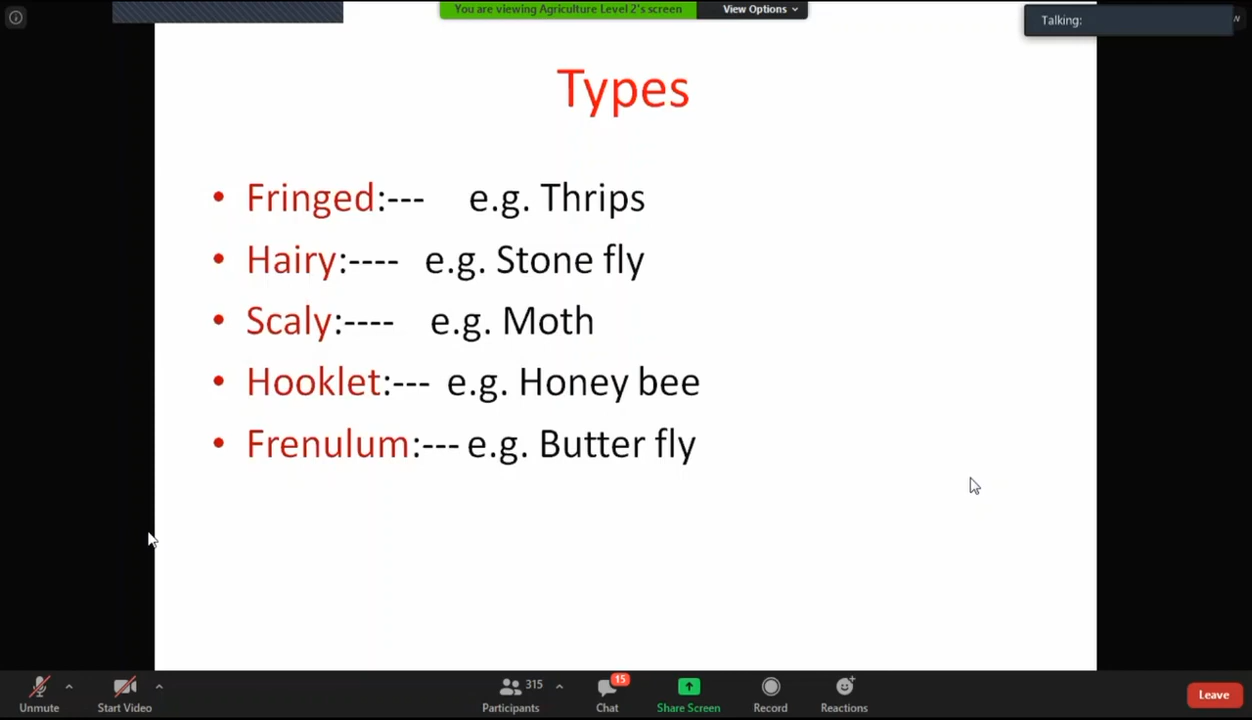 You are viewing Agriculture Level 2's screen
View Options
Talking:
Types
• Fringed:--- e.g. Thrips
• Hairy:---- e.g. Stone fly
• Scaly:---- e.g. Moth
• Hooklet:--- e.g. Honey bee
• Frenulum:--- e.g. Butter fly
Unmute
Start Video
315
Participants
15
Chat
Share Screen
Record
Reactions
Leave